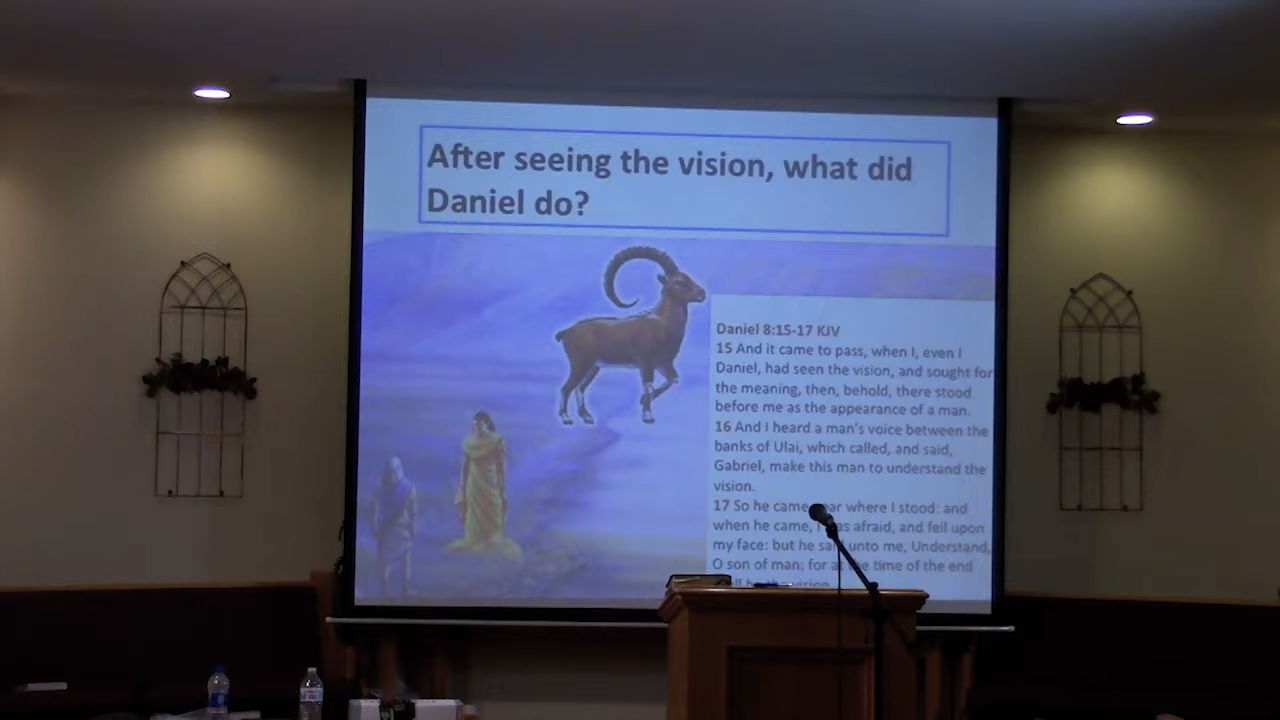 After seeing the vision, what did
Daniel do?
Daniel 8:15-17 KJV
15 And it came to pass, when I, even I
Daniel, had seen the vision, and sought for
the meaning, then, behold, there stood
before me as the appearance of a man.
16 And I heard a man's voice between the
banks of Ulai, which called, and said,
Gabriel, make this man to understand the
vision.
17 So he came where I stood: and
when he came, I afraid, and fell upon
my face: but he said unto me, Understand,
O son of man: for at the time of the end
vision.